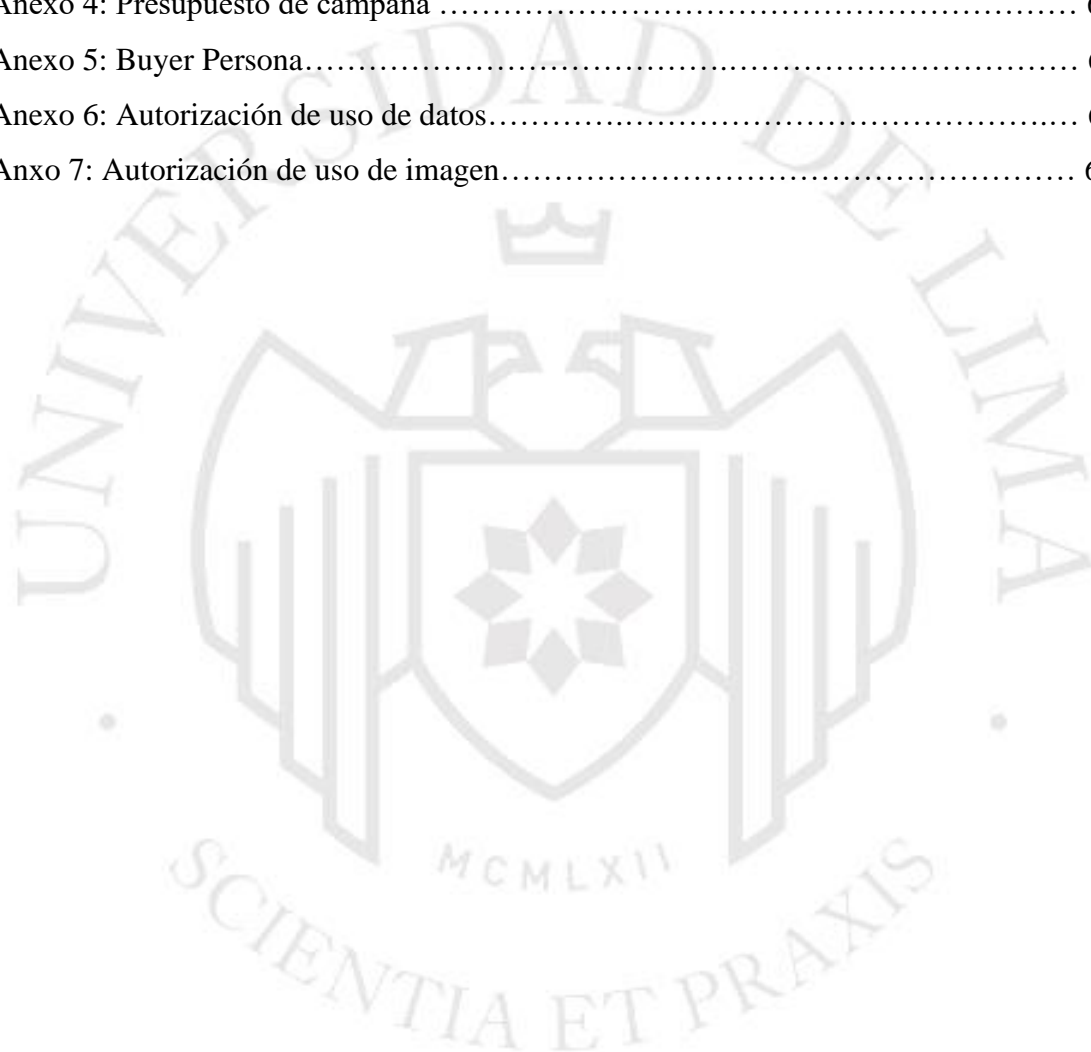 Anexo 4: Presupuesto de campaña ……………………………………………………………
Anexo 5: Buyer Persona………………………………….………………………………
Anexo 6: Autorización de uso de datos…………..……………………………………….…
Anxo 7: Autorización de uso de imagen…………………………………………………… 6
UNIVERSIDAD DE LIMA
MCMLXII
SCIENTIA ET PRAXIS